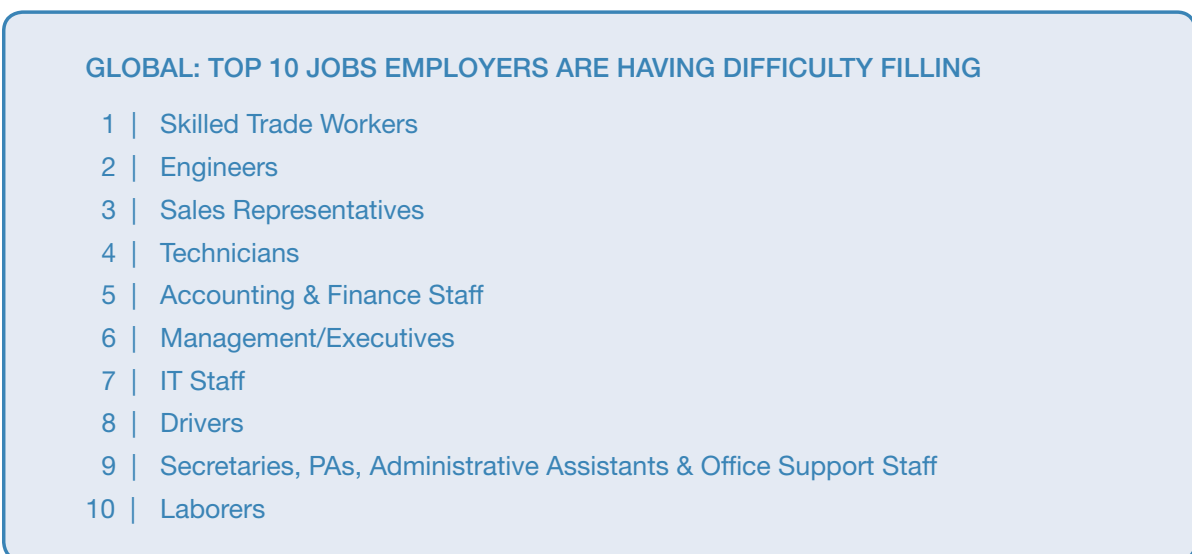 GLOBAL: TOP 10 JOBS EMPLOYERS ARE HAVING DIFFICULTY FILLING
1 | Skilled Trade Workers
2 | Engineers
3 | Sales Representatives
4 | Technicians
5 | Accounting & Finance Staff
6 | Management/Executives
7 | IT Staff
8 | Drivers
9 | Secretaries, PAs, Administrative Assistants & Office Support Staff
10 | Laborers